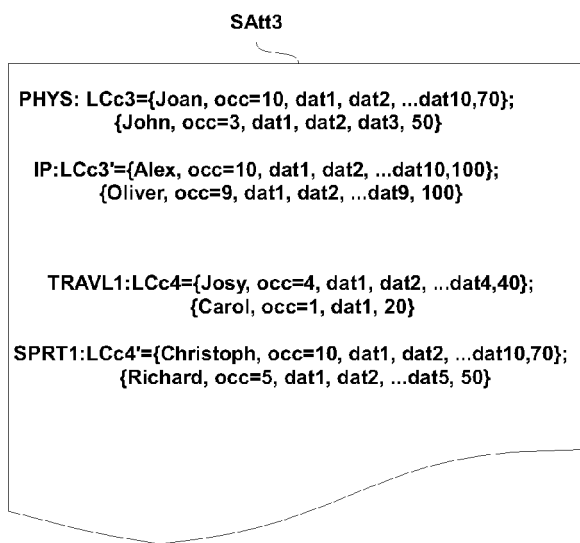 SAtt3
PHYS: LCc3={Joan, occ=10, dat1, dat2, ...dat10,70};
{John, occ=3, dat1, dat2, dat3, 50}
IP:LCc3'={Alex, occ=10, dat1, dat2, ...dat10,100};
{Oliver, occ=9, dat1, dat2, ...dat9, 100}
TRAVL1:LCc4={Josy, occ=4, dat1, dat2, ...dat4,40};
{Carol, occ=1, dat1, 20}
SPRT1:LCc4'={Christoph, occ=10, dat1, dat2, ...dat10,70};
{Richard, occ=5, dat1, dat2, ...dat5, 50}